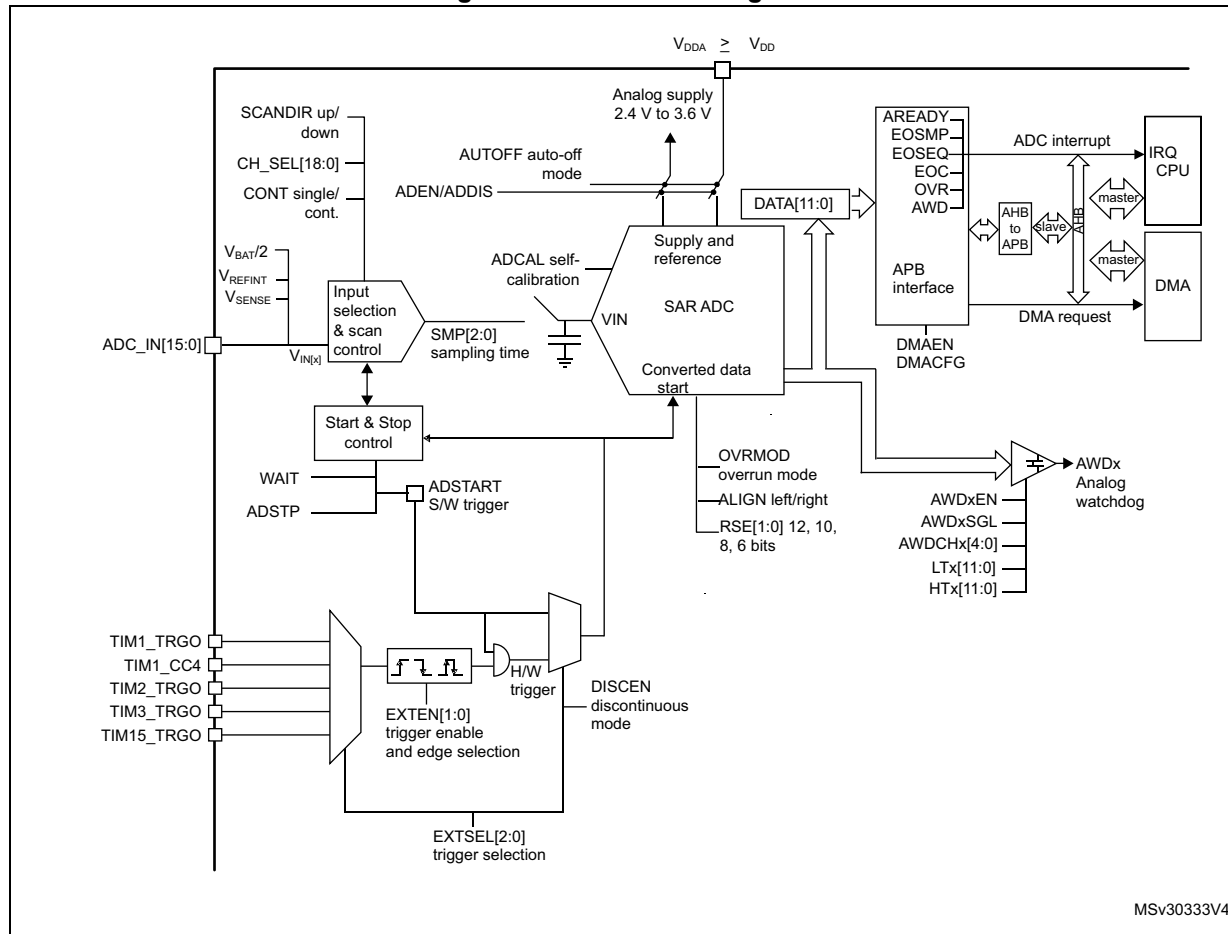 V_DDA ≥ V_DD
Analog supply
2.4 V to 3.6 V
SCANDIR up/
down
CH_SEL[18:0]
CONT single/
cont.
AUTOFF auto-off
mode
ADEN/ADDIS
V_BAT/2
V_REFINT
V_SENSE
ADC_IN[15:0]
V_IN[x]
Input
selection
& scan
control
SMP[2:0]
sampling time
ADCAL self-
calibration
VIN
Supply and
reference
SAR ADC
Converted data
start
DATA[11:0]
AREADY
EOSMP
EOSEQ
EOC
OVR
AWD
APB
interface
AHB
to
APB
slave
AHB
ADC interrupt
IRQ
CPU
master
master
DMA
DMA request
DMAEN
DMACFG
Start & Stop
control
WAIT
ADSTP
ADSTART
S/W trigger
OVRMOD
overrun mode
ALIGN left/right
RSE[1:0] 12, 10,
8, 6 bits
AWDx
Analog
watchdog
AWDxEN
AWDxSGL
AWDCHx[4:0]
LTx[11:0]
HTx[11:0]
TIM1_TRGO
TIM1_CC4
TIM2_TRGO
TIM3_TRGO
TIM15_TRGO
EXTEN[1:0]
trigger enable
and edge selection
H/W
trigger
DISCEN
discontinuous
mode
EXTSEL[2:0]
trigger selection
MSv30333V4